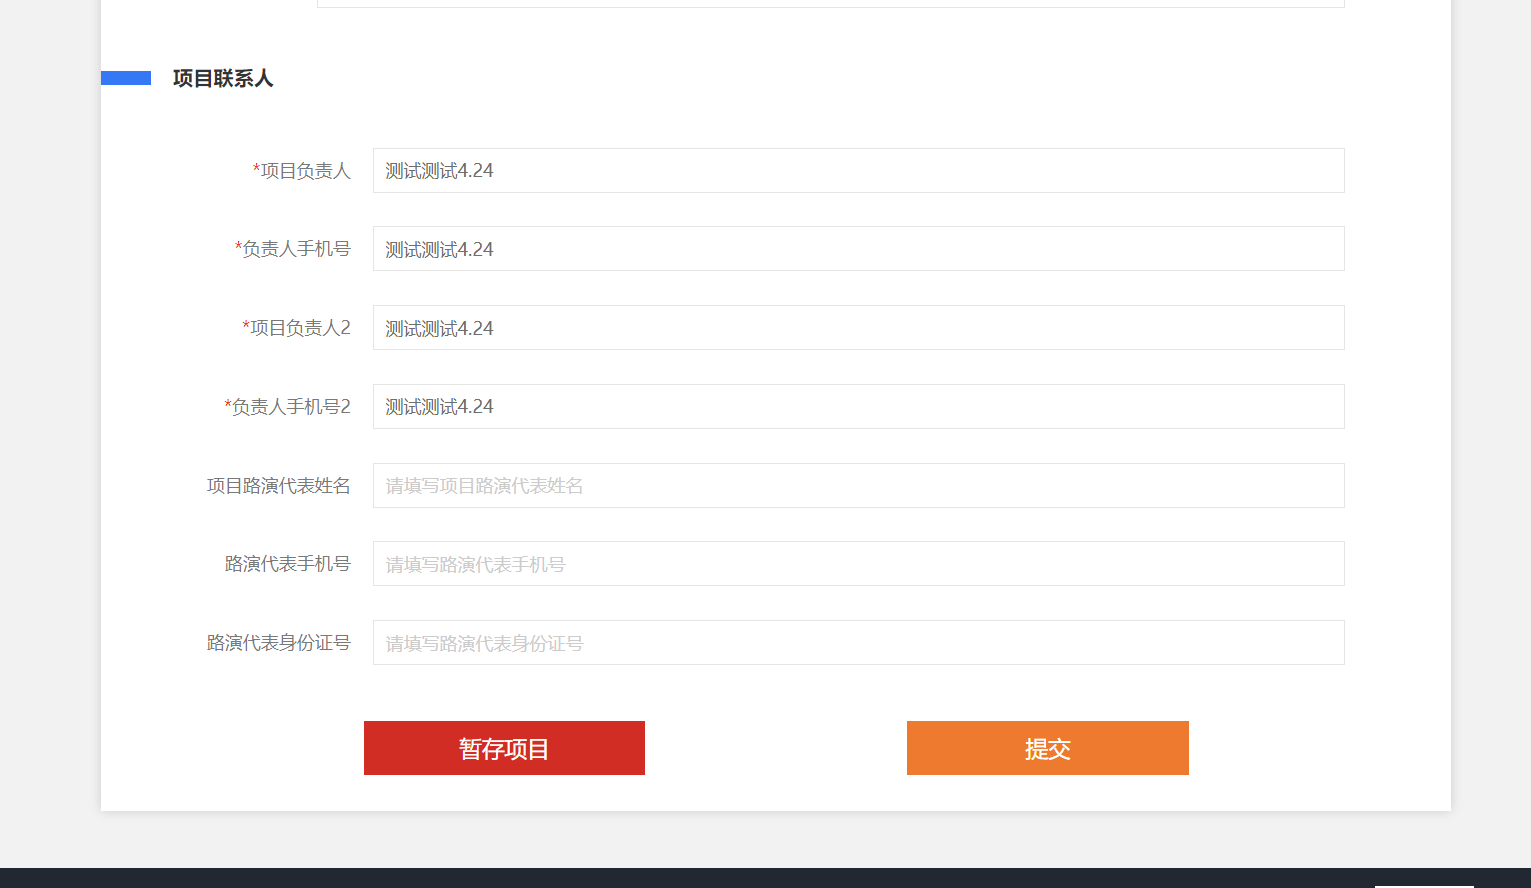 项目联系人
*项目负责人
测试测试4.24
*负责人手机号
测试测试4.24
*项目负责人2
测试测试4.24
*负责人手机号2
测试测试4.24
项目路演代表姓名
请填写项目路演代表姓名
路演代表手机号
请填写路演代表手机号
路演代表身份证号
请填写路演代表身份证号
暂存项目
提交